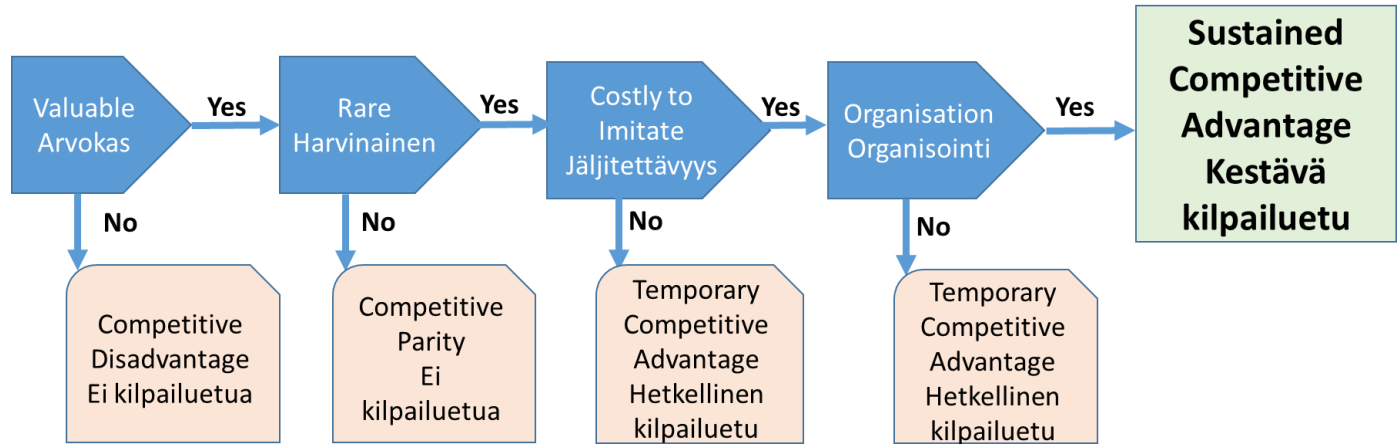 Valuable
Arvokas
Yes
Rare
Harvinainen
Yes
Costly to
Imitate
Jäljitettävyys
Yes
Organisation
Organisointi
Yes
Sustained
Competitive
Advantage
Kestävä
kilpailuetu
No
No
No
No
Competitive
Disadvantage
Ei kilpailuetua
Competitive
Parity
Ei
kilpailuetua
Temporary
Competitive
Advantage
Hetkellinen
kilpailuetu
Temporary
Competitive
Advantage
Hetkellinen
kilpailuetu